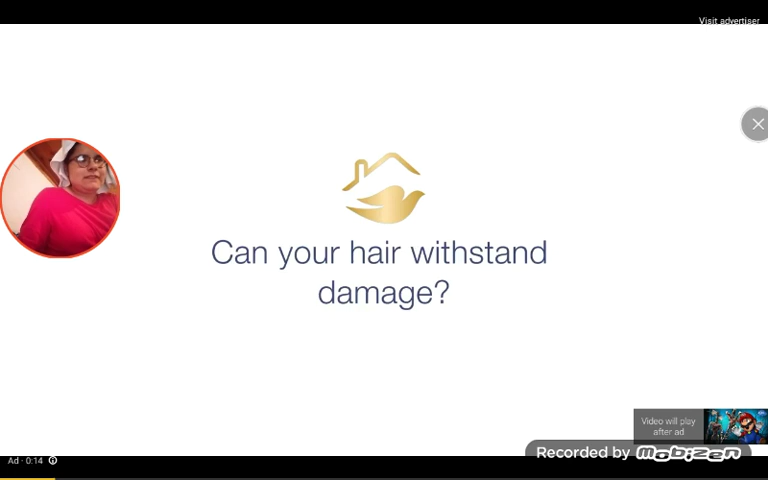 Visit advertiser
Can your hair withstand
damage?
Video will play
after ad
Recorded by mobizen
Ad · 0:14